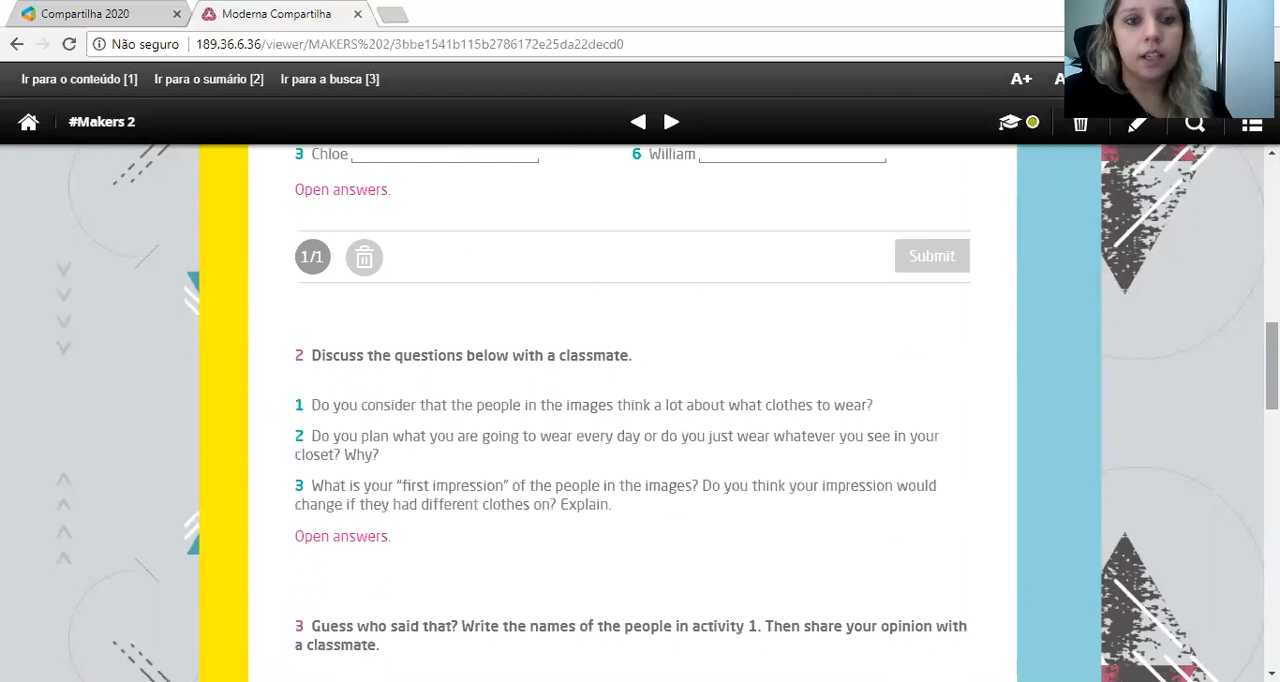 Compartilha 2020
Moderna Compartilha
Não seguro
189.36.6.36/viewer/MAKERS%202/3bbe1541b115b2786172e25da22decd0
Ir para o conteúdo [1] Ir para o sumário [2] Ir para a busca [3]
A+
#Makers 2
3 Chloe
6 William
Open answers.
1/1
Submit
2 Discuss the questions below with a classmate.
1 Do you consider that the people in the images think a lot about what clothes to wear?
2 Do you plan what you are going to wear every day or do you just wear whatever you see in your
closet? Why?
3 What is your “first impression” of the people in the images? Do you think your impression would
change if they had different clothes on? Explain.
Open answers.
3 Guess who said that? Write the names of the people in activity 1. Then share your opinion with
a classmate.